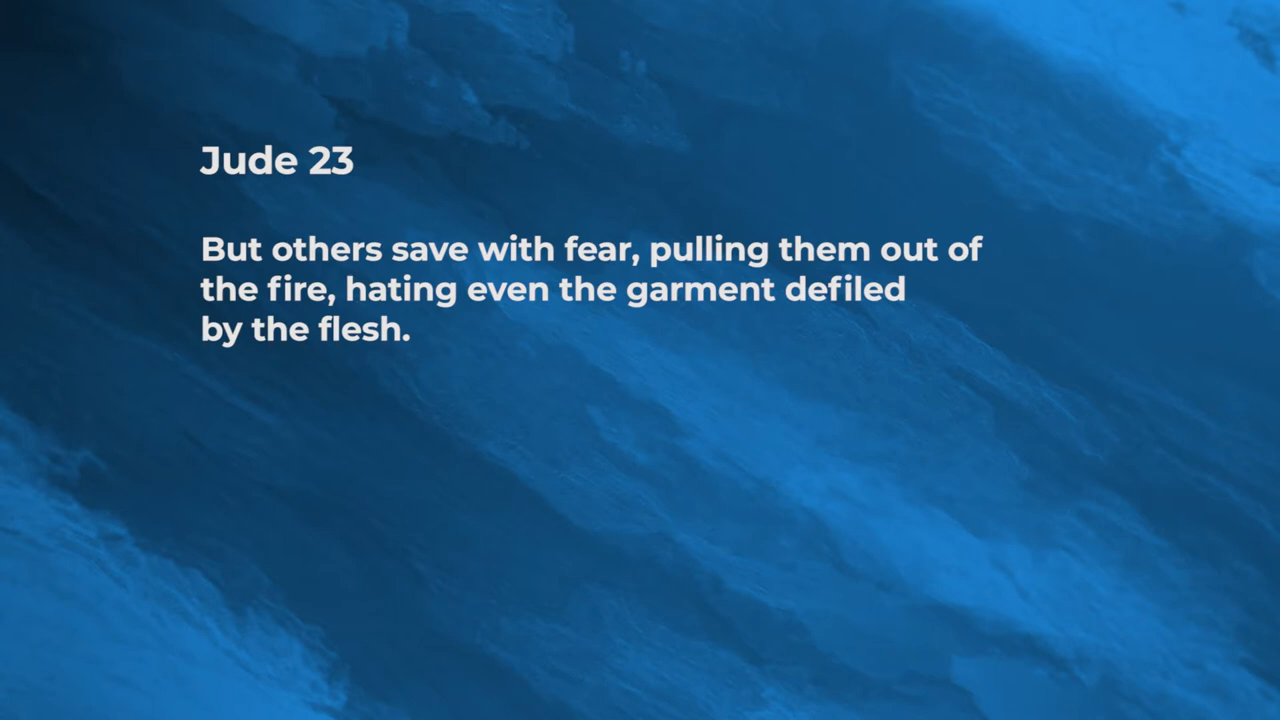 Jude 23
But others save with fear, pulling them out of
the fire, hating even the garment defiled
by the flesh.